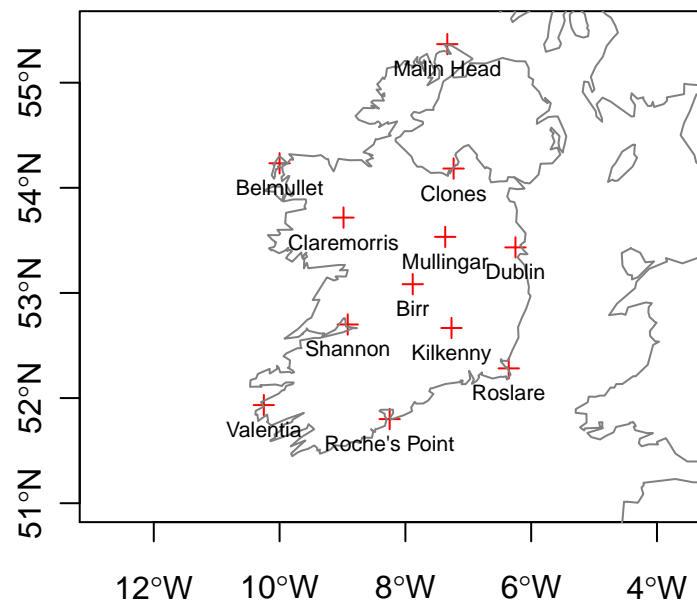 55°N
54°N
53°N
52°N
51°N
Malin Head
Belmullet
Clones
Claremorris
Mullingar
Dublin
Birr
Shannon
Kilkenny
Roslare
Valentia
Roche's Point
12°W 10°W 8°W 6°W 4°W